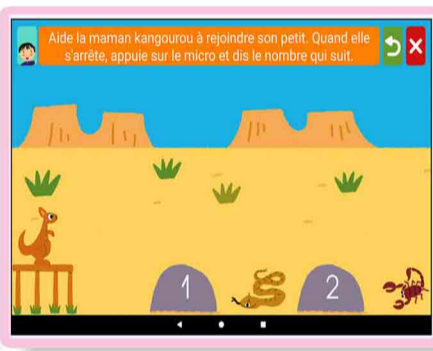 Aide la maman kangourou à rejoindre son petit. Quand elle
s'arrête, appuie sur le micro et dis le nombre qui suit.
1
2